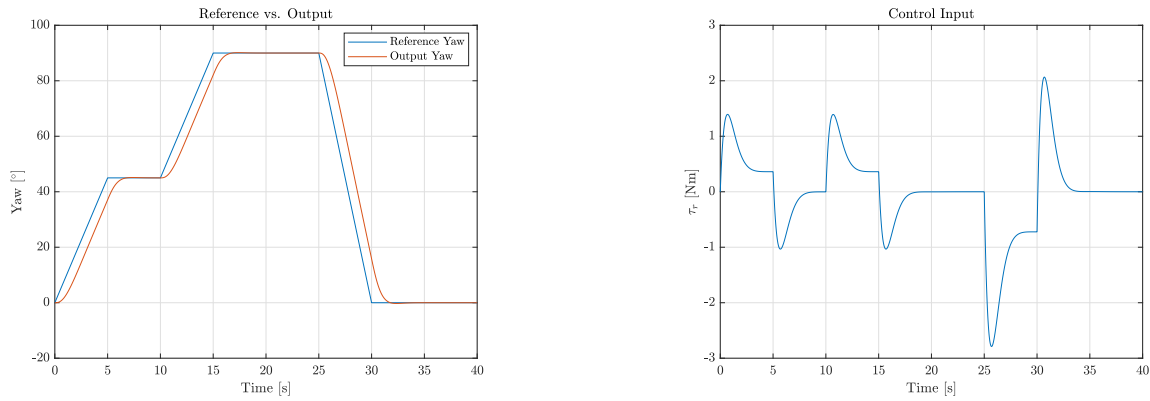 Reference vs. Output
100
80
60
40
20
0
-20
Yaw [°]
0 5 10 15 20 25 30 35 40
Time [s]
Reference Yaw
Output Yaw
Control Input
3
2
1
0
-1
-2
-3
τr [Nm]
0 5 10 15 20 25 30 35 40
Time [s]